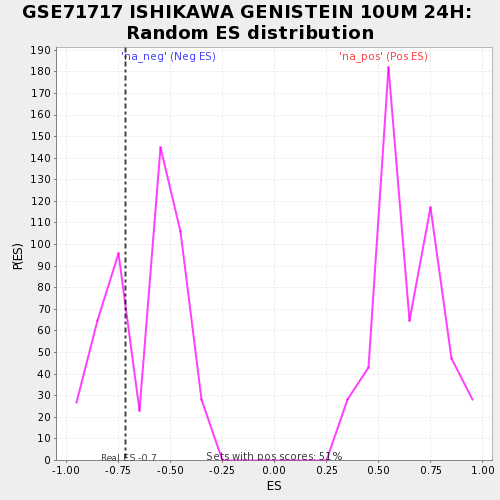 GSE71717 ISHIKAWA GENISTEIN 10UM 24H:
Random ES distribution
'na_neg' (Neg ES)
'na_pos' (Pos ES)
190
180
170
160
150
140
130
120
110
100
90
80
70
60
50
40
30
20
10
0
P(ES)
Real ES -0.7
Sets with pos scores: 51%
-1.00 -0.75 -0.50 -0.25 0.00 0.25 0.50 0.75 1.00
ES